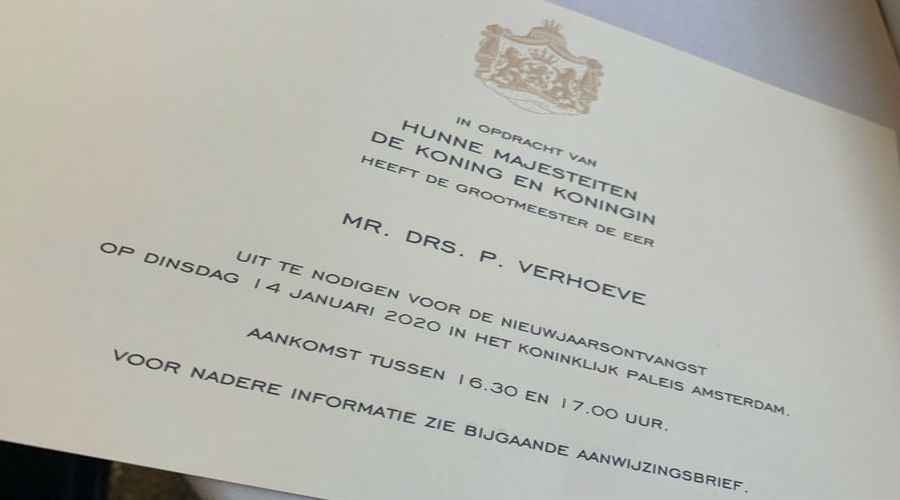 IN OPDRACHT VAN
HUNNE MAJESTEITEN
DE KONING EN KONINGIN
HEEFT DE GROOTMEESTER DE EER
MR. DRS. P. VERHOEVE
UIT TE NODIGEN VOOR DE NIEUWJAARSONTVANGST
OP DINSDAG 14 JANUARI 2020 IN HET KONINKLIJK PALEIS AMSTERDAM.
AANKOMST TUSSEN 16.30 EN 17.00 UUR.
VOOR NADERE INFORMATIE ZIE BIJGAANDE AANWIJZINGSBRIEF.